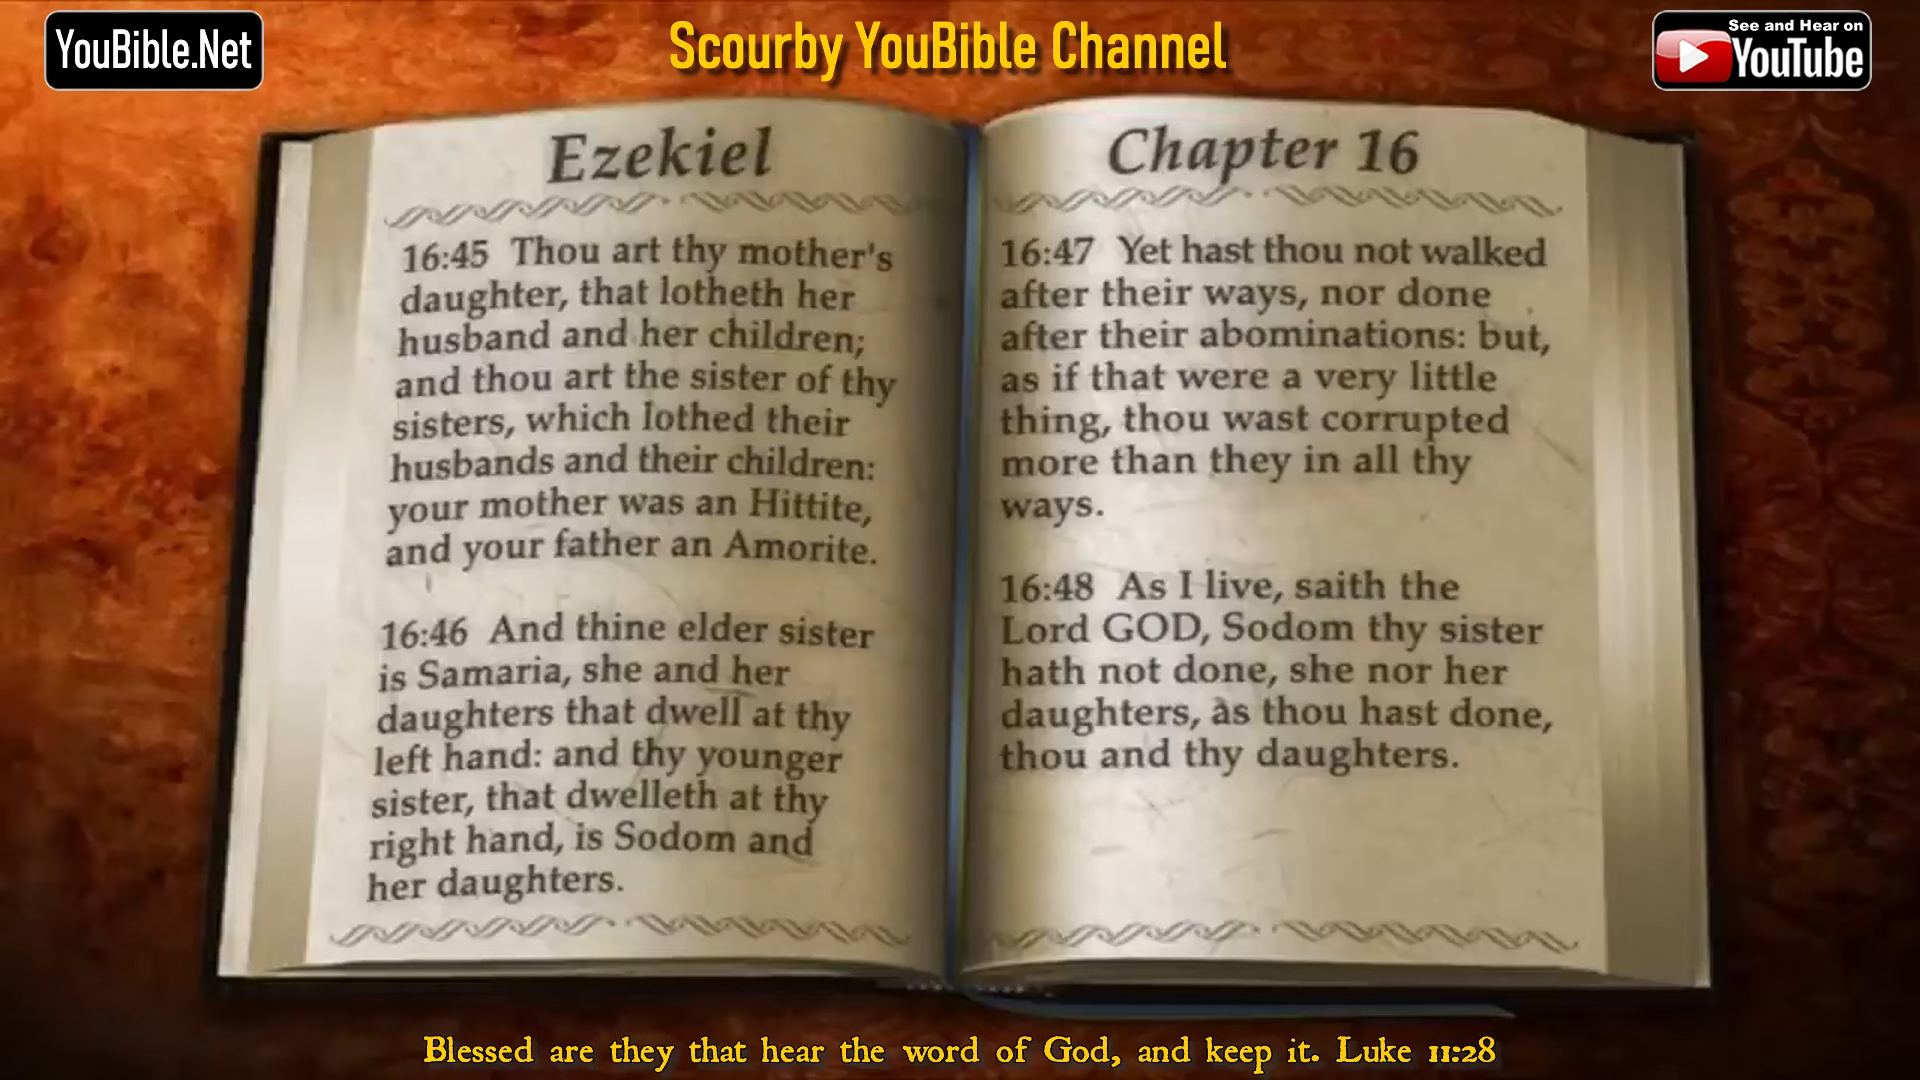 YouBible.Net
Scourby YouBible Channel
See and Hear on
YouTube
Ezekiel
16:45 Thou art thy mother's
daughter, that lotheth her
husband and her children;
and thou art the sister of thy
sisters, which lothed their
husbands and their children:
your mother was an Hittite,
and your father an Amorite.
16:46 And thine elder sister
is Samaria, she and her
daughters that dwell at thy
left hand: and thy younger
sister, that dwelleth at thy
right hand, is Sodom and
her daughters.
Chapter 16
16:47 Yet hast thou not walked
after their ways, nor done
after their abominations: but,
as if that were a very little
thing, thou wast corrupted
more than they in all thy
ways.
16:48 As I live, saith the
Lord GOD, Sodom thy sister
hath not done, she nor her
daughters, as thou hast done,
thou and thy daughters.
Blessed are they that hear the word of God, and keep it. Luke 11:28